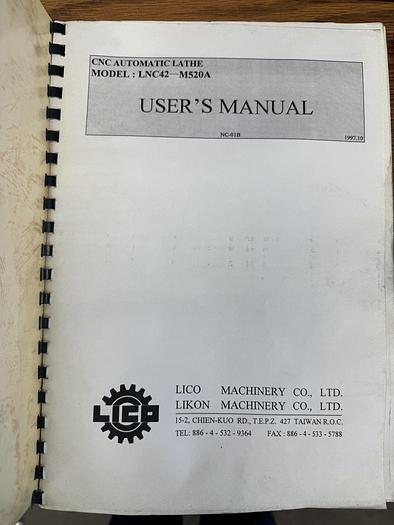 CNC AUTOMATIC LATHE
MODEL : LNC42—M520A
USER'S MANUAL
NC-01B
1997.10
LICO
LICO MACHINERY CO., LTD.
LIKON MACHINERY CO., LTD.
15-2, CHIEN-KUO RD., T.E.P.Z. 427 TAIWAN R.O.C.
TEL: 886 - 4 - 532 - 9364 FAX : 886 - 4 - 533 - 5788